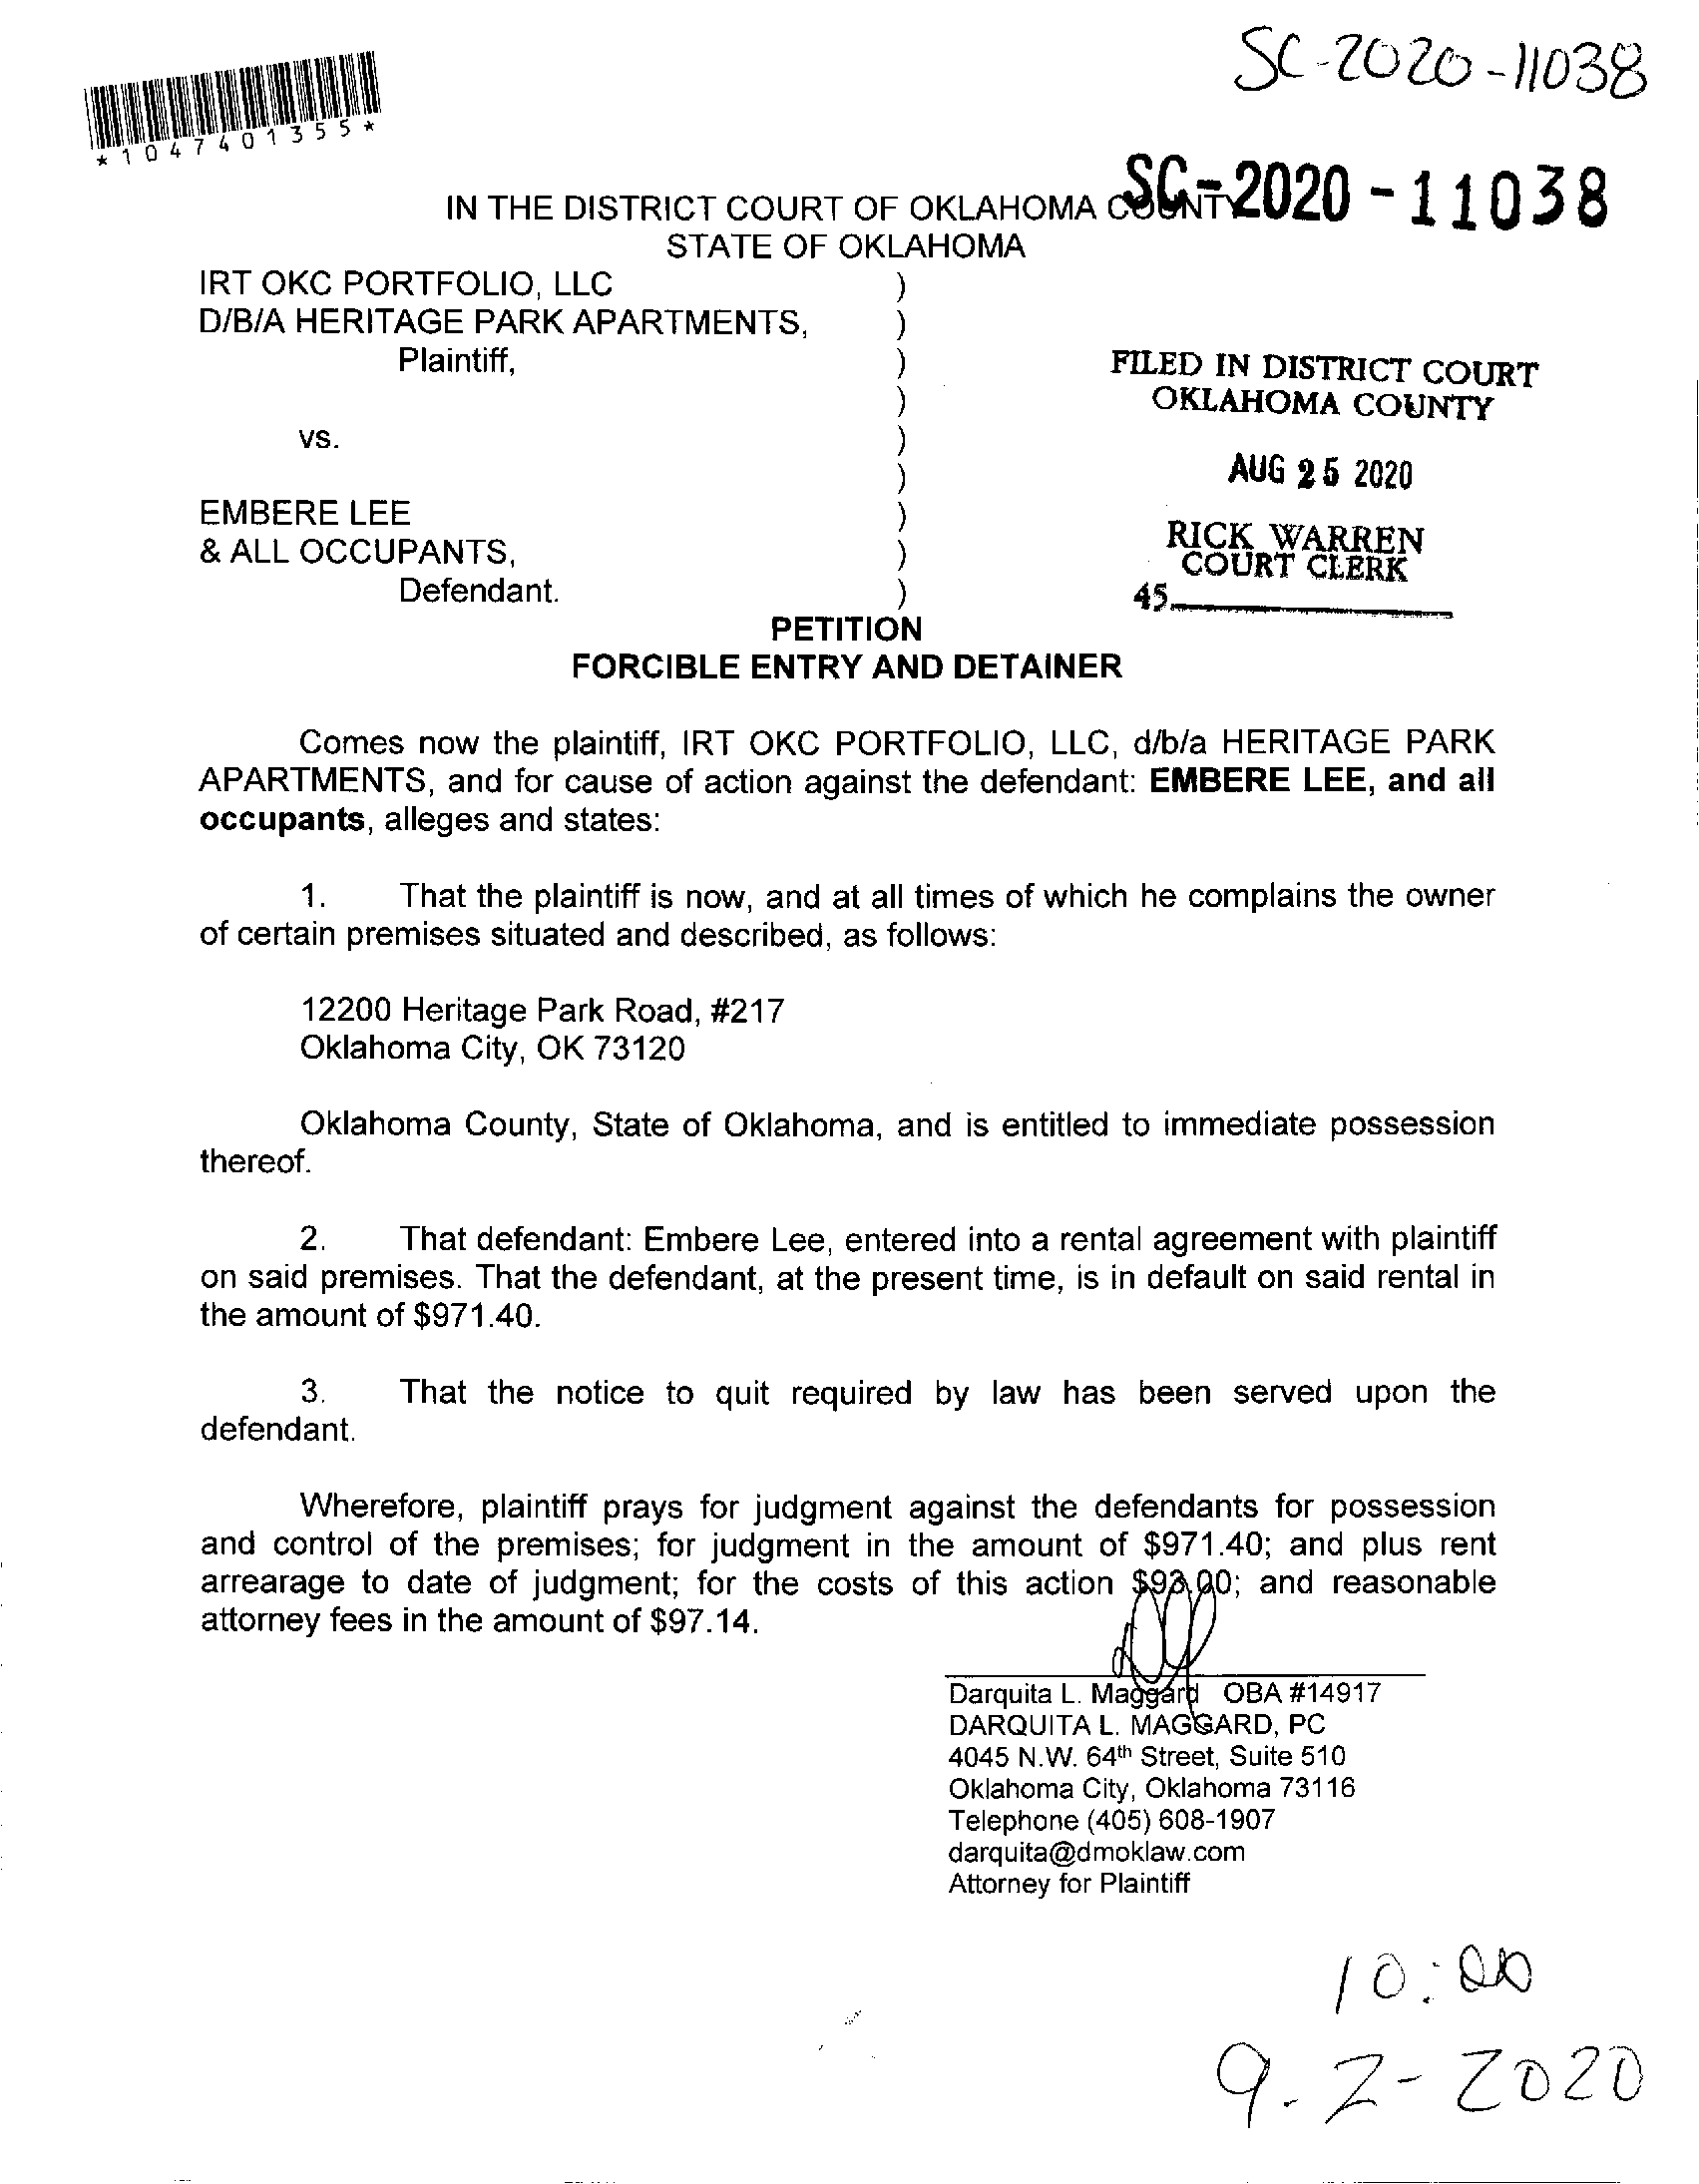 SC-2020-11038
*1047401355*
SC-2020-11038
IN THE DISTRICT COURT OF OKLAHOMA COUNTY
STATE OF OKLAHOMA
IRT OKC PORTFOLIO, LLC )
D/B/A HERITAGE PARK APARTMENTS, )
Plaintiff, )
)
vs. )
)
EMBERE LEE )
& ALL OCCUPANTS, )
Defendant. )
FILED IN DISTRICT COURT
OKLAHOMA COUNTY
AUG 25 2020
RICK WARREN
COURT CLERK
45
PETITION
FORCIBLE ENTRY AND DETAINER
Comes now the plaintiff, IRT OKC PORTFOLIO, LLC, d/b/a HERITAGE PARK
APARTMENTS, and for cause of action against the defendant: EMBERE LEE, and all
occupants, alleges and states:
1. That the plaintiff is now, and at all times of which he complains the owner
of certain premises situated and described, as follows:
12200 Heritage Park Road, #217
Oklahoma City, OK 73120
Oklahoma County, State of Oklahoma, and is entitled to immediate possession
thereof.
2. That defendant: Embere Lee, entered into a rental agreement with plaintiff
on said premises. That the defendant, at the present time, is in default on said rental in
the amount of $971.40.
3. That the notice to quit required by law has been served upon the
defendant.
Wherefore, plaintiff prays for judgment against the defendants for possession
and control of the premises; for judgment in the amount of $971.40; and plus rent
arrearage to date of judgment; for the costs of this action ; and reasonable
attorney fees in the amount of $97.14.
Darquita L. Maggard OBA #14917
DARQUITA L. MAGGARD, PC
4045 N.W. 64th Street, Suite 510
Oklahoma City, Oklahoma 73116
Telephone (405) 608-1907
darquita@dmoklaw.com
Attorney for Plaintiff
10:00
9-2-2020